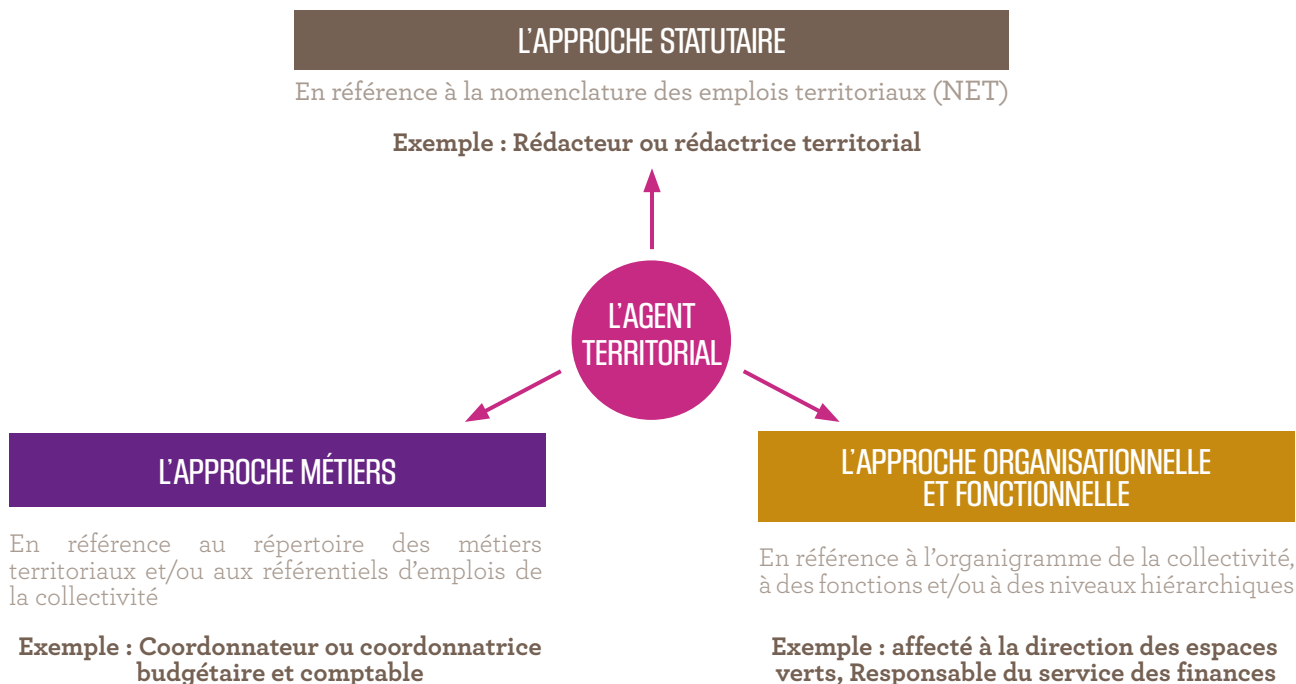 L'APPROCHE STATUTAIRE
En référence à la nomenclature des emplois territoriaux (NET)
Exemple : Rédacteur ou rédactrice territorial
L'AGENT
TERRITORIAL
L'APPROCHE MÉTIERS
En référence au répertoire des métiers
territoriaux et/ou aux référentiels d'emplois de
la collectivité
Exemple : Coordonnateur ou coordonnatrice
budgétaire et comptable
L'APPROCHE ORGANISATIONNELLE
ET FONCTIONNELLE
En référence à l'organigramme de la collectivité,
à des fonctions et/ou à des niveaux hiérarchiques
Exemple : affecté à la direction des espaces
verts, Responsable du service des finances